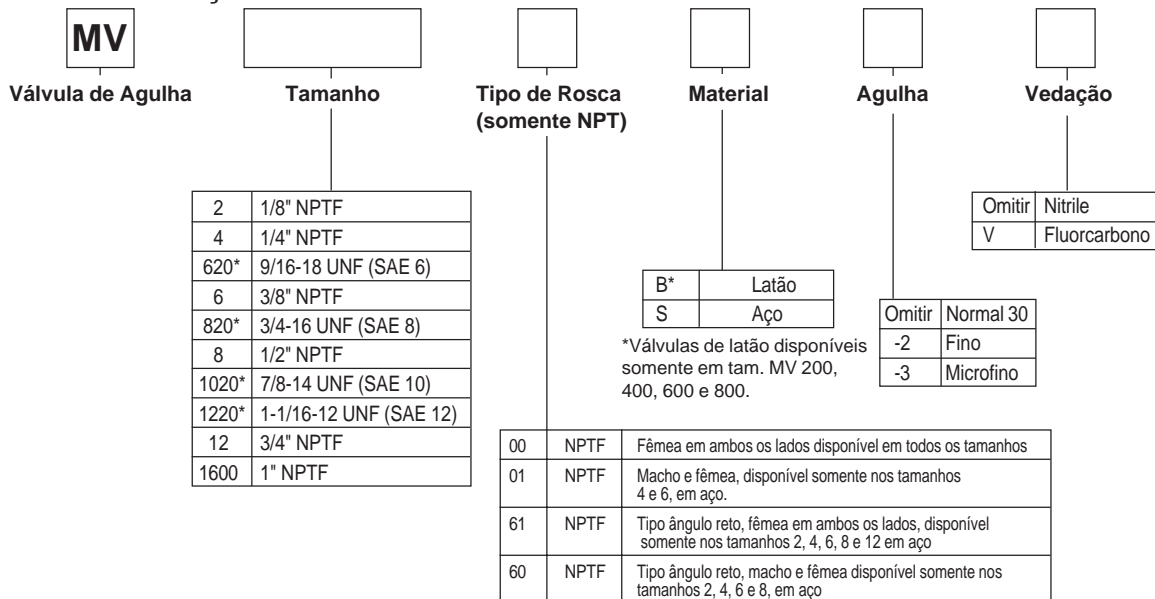 MV
Válvula de Agulha
Tamanho
Tipo de Rosca
(somente NPT)
Material
Agulha
Vedação
2 1/8" NPTF
4 1/4" NPTF
620* 9/16-18 UNF (SAE 6)
6 3/8" NPTF
820* 3/4-16 UNF (SAE 8)
8 1/2" NPTF
1020* 7/8-14 UNF (SAE 10)
1220* 1-1/16-12 UNF (SAE 12)
12 3/4" NPTF
1600 1" NPTF
B* Latão
S Aço
*Válvulas de latão disponíveis
somente em tam. MV 200,
400, 600 e 800.
Omitir Normal 30
-2 Fino
-3 Microfino
Omitir Nitrile
V Fluorcarbono
00 NPTF Fêmea em ambos os lados disponível em todos os tamanhos
01 NPTF Macho e fêmea, disponível somente nos tamanhos
4 e 6, em aço.
61 NPTF Tipo ângulo reto, fêmea em ambos os lados, disponível
somente nos tamanhos 2, 4, 6, 8 e 12 em aço
60 NPTF Tipo ângulo reto, macho e fêmea disponível somente nos
tamanhos 2, 4, 6 e 8, em aço